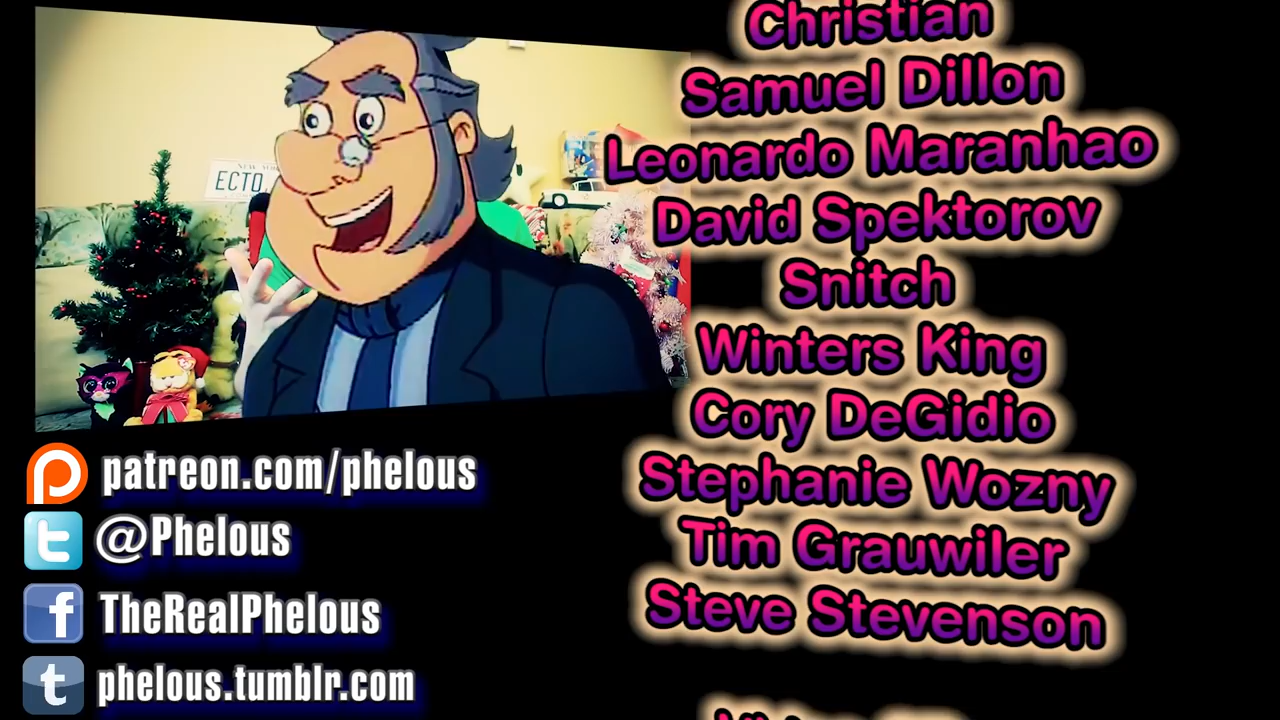 Christian
Samuel Dillon
Leonardo Maranhao
David Spektorov
Snitch
Winters King
Cory DeGidio
Stephanie Wozny
Tim Grauwiler
Steve Stevenson
ECTO
patreon.com/phelous
@Phelous
TheRealPhelous
phelous.tumblr.com